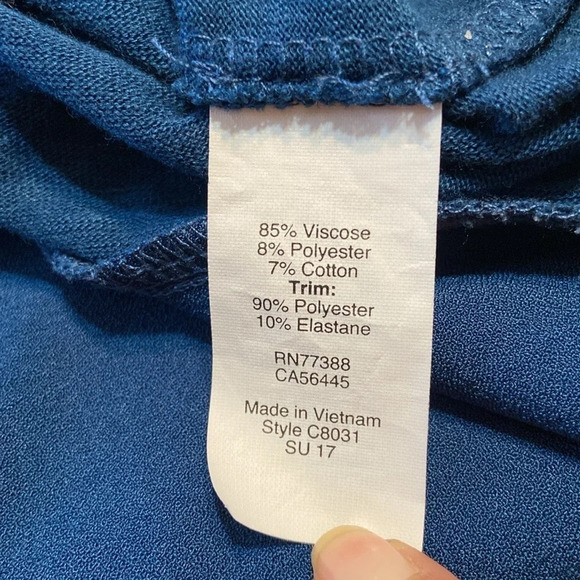 85% Viscose
8% Polyester
7% Cotton
Trim:
90% Polyester
10% Elastane
RN77388
CA56445
Made in Vietnam
Style C8031
SU 17